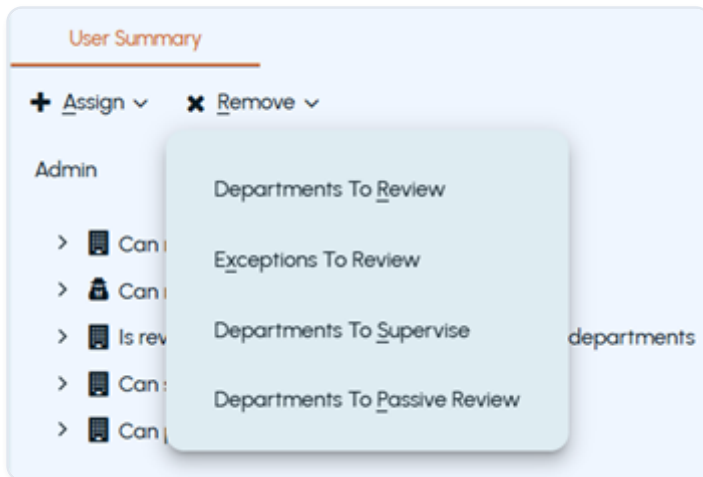 User Summary
Assign Remove
Admin
Departments To Review
Can
Exceptions To Review
Can
Departments To Supervise
Is departments
Can
Departments To Passive Review
Can